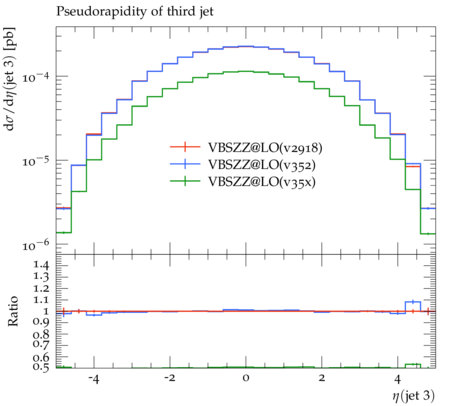 Pseudorapidity of third jet
dσ/dη(jet 3) [pb]
10⁻⁴
10⁻⁵
10⁻⁶
VBSZZ@LO(v2918)
VBSZZ@LO(v352)
VBSZZ@LO(v35x)
Ratio
1.4
1.3
1.2
1.1
1
0.9
0.8
0.7
0.6
0.5
-4 -2 0 2 4
η(jet 3)